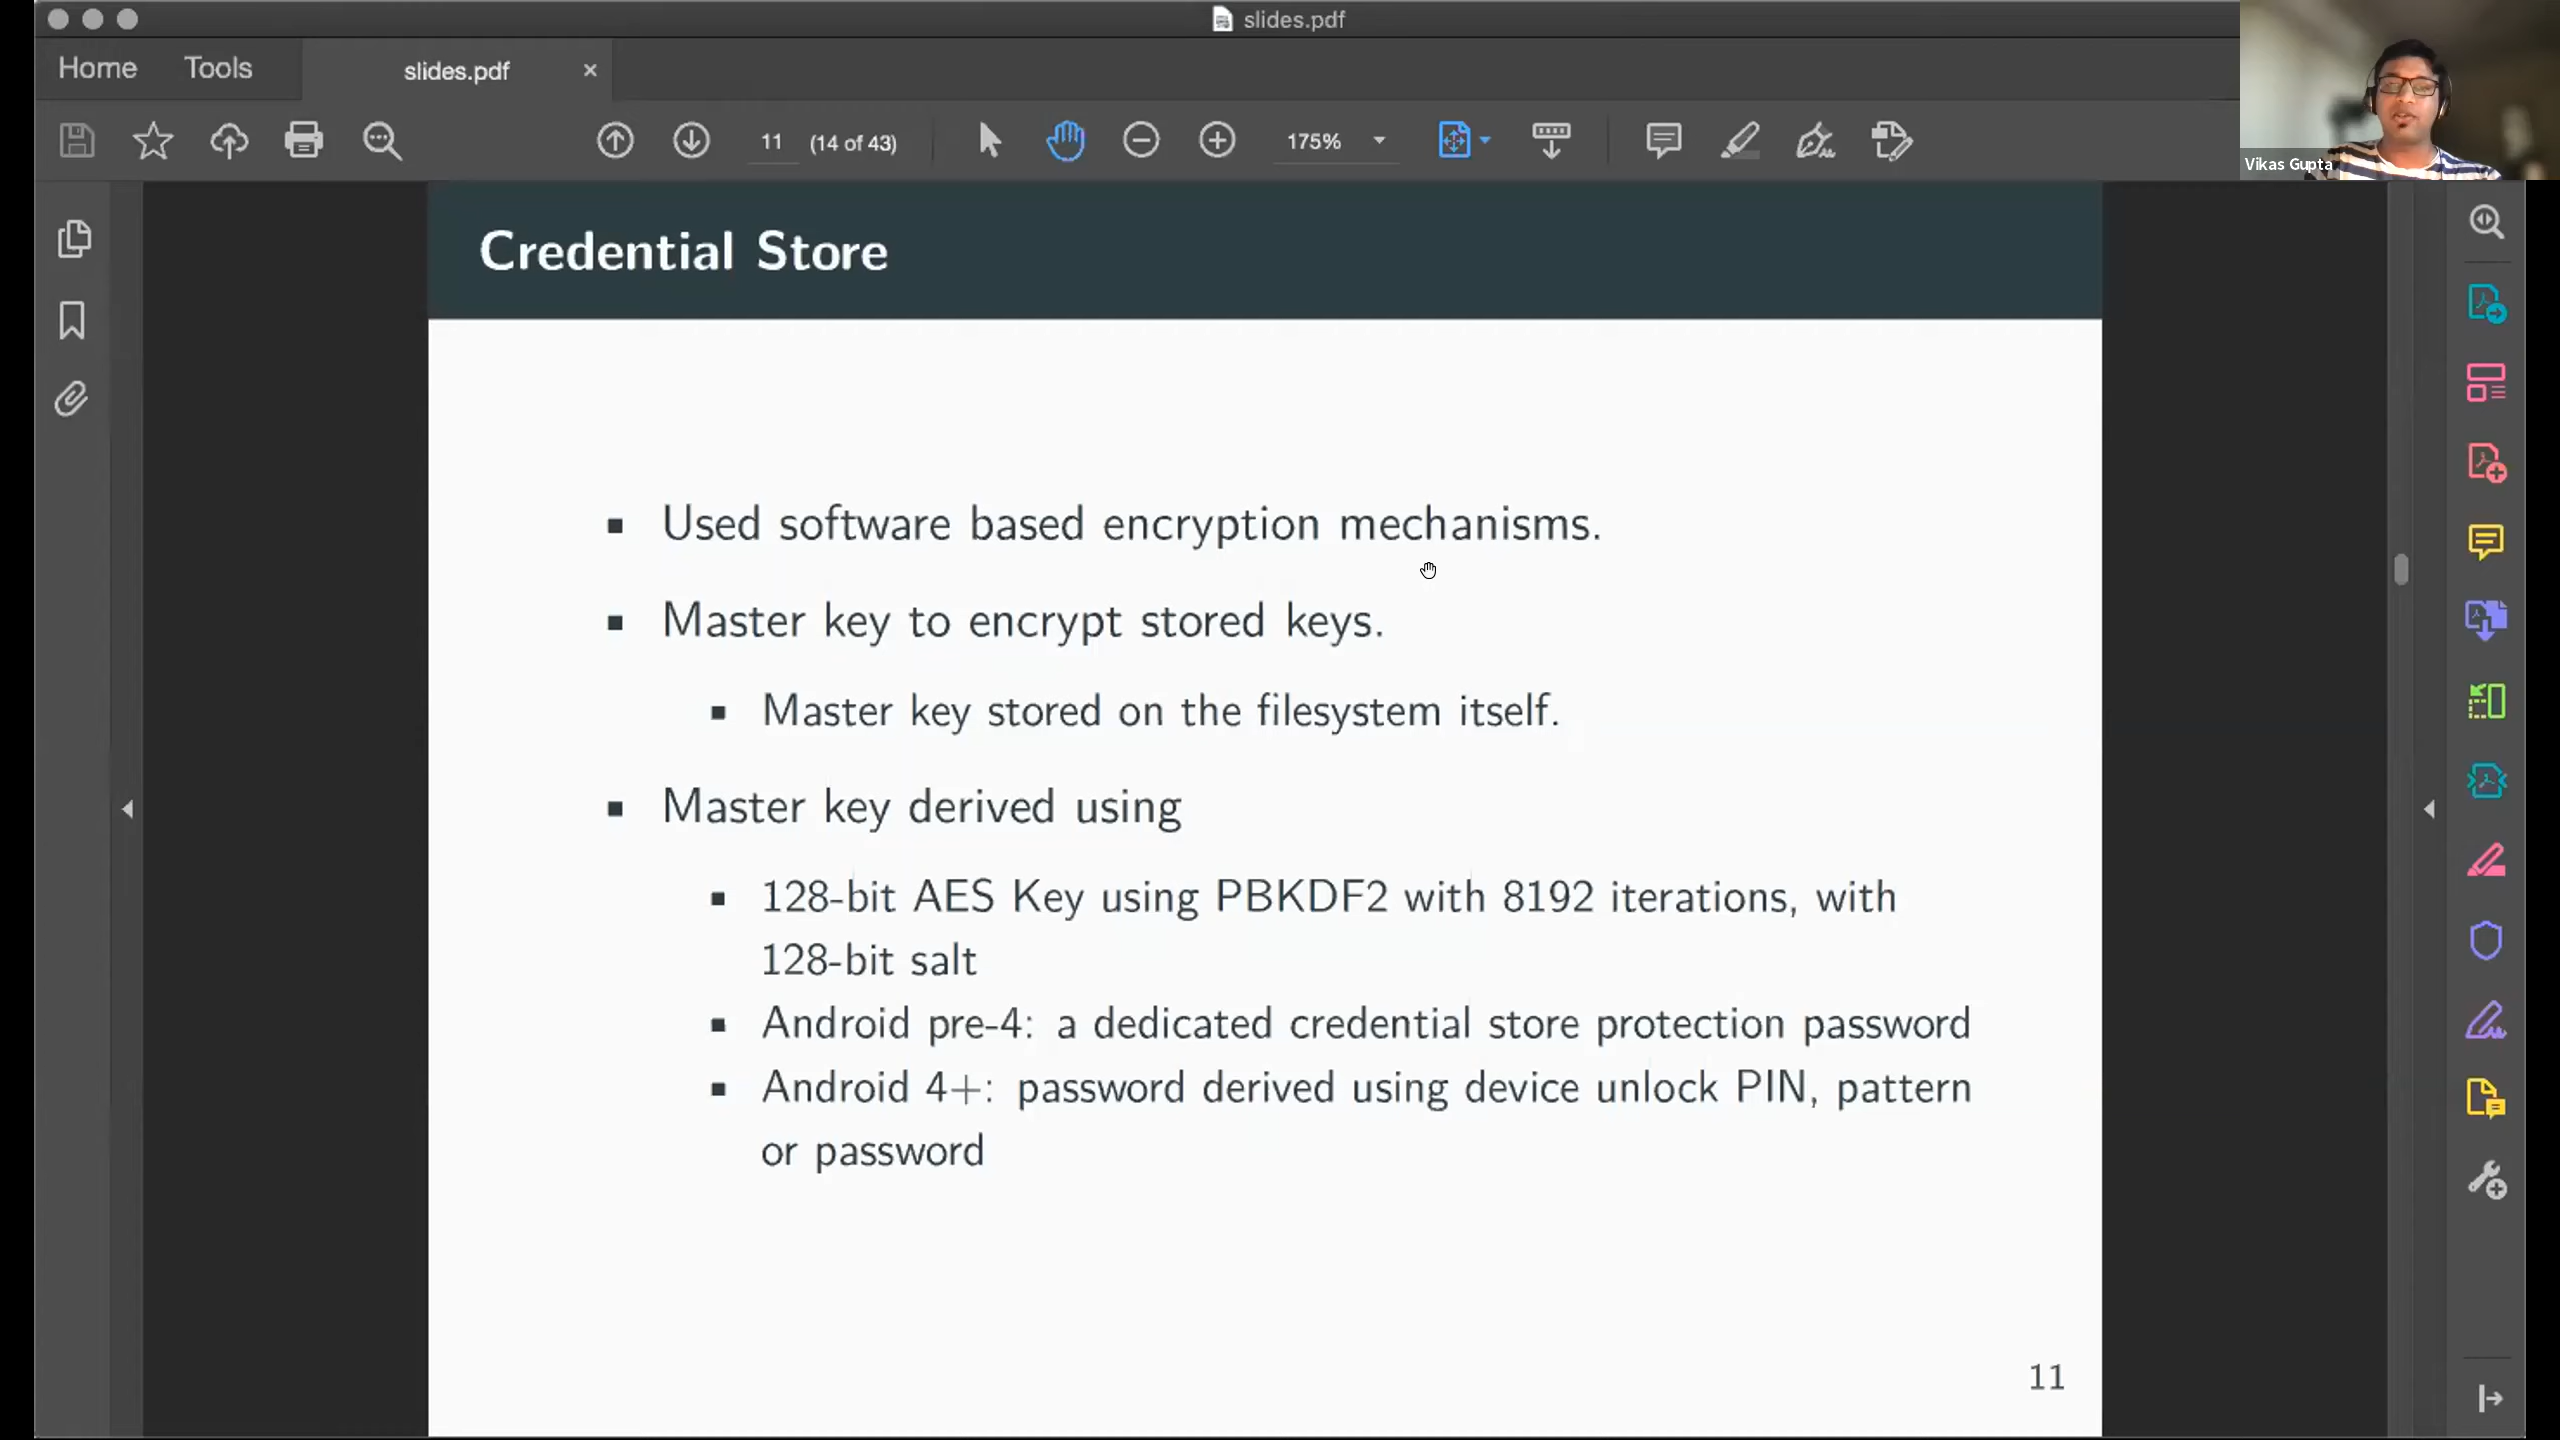 slides.pdf
Home
Tools
slides.pdf
11 (14 of 43)
175%
Vikas Gupta
Credential Store
Used software based encryption mechanisms.
Master key to encrypt stored keys.
Master key stored on the filesystem itself.
Master key derived using
128-bit AES Key using PBKDF2 with 8192 iterations, with
128-bit salt
Android pre-4: a dedicated credential store protection password
Android 4+: password derived using device unlock PIN, pattern
or password
11